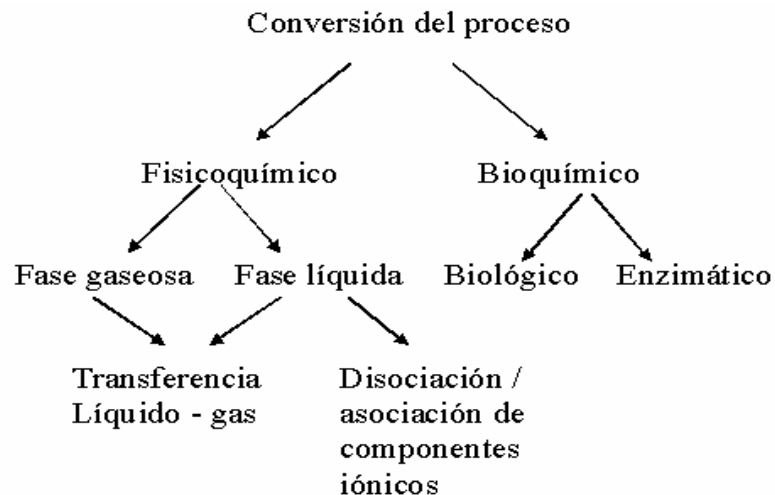 Conversión del proceso
Fisicoquímico
Bioquímico
Fase gaseosa
Fase líquida
Biológico
Enzimático
Transferencia
Líquido - gas
Disociación /
asociación de
componentes
iónicos